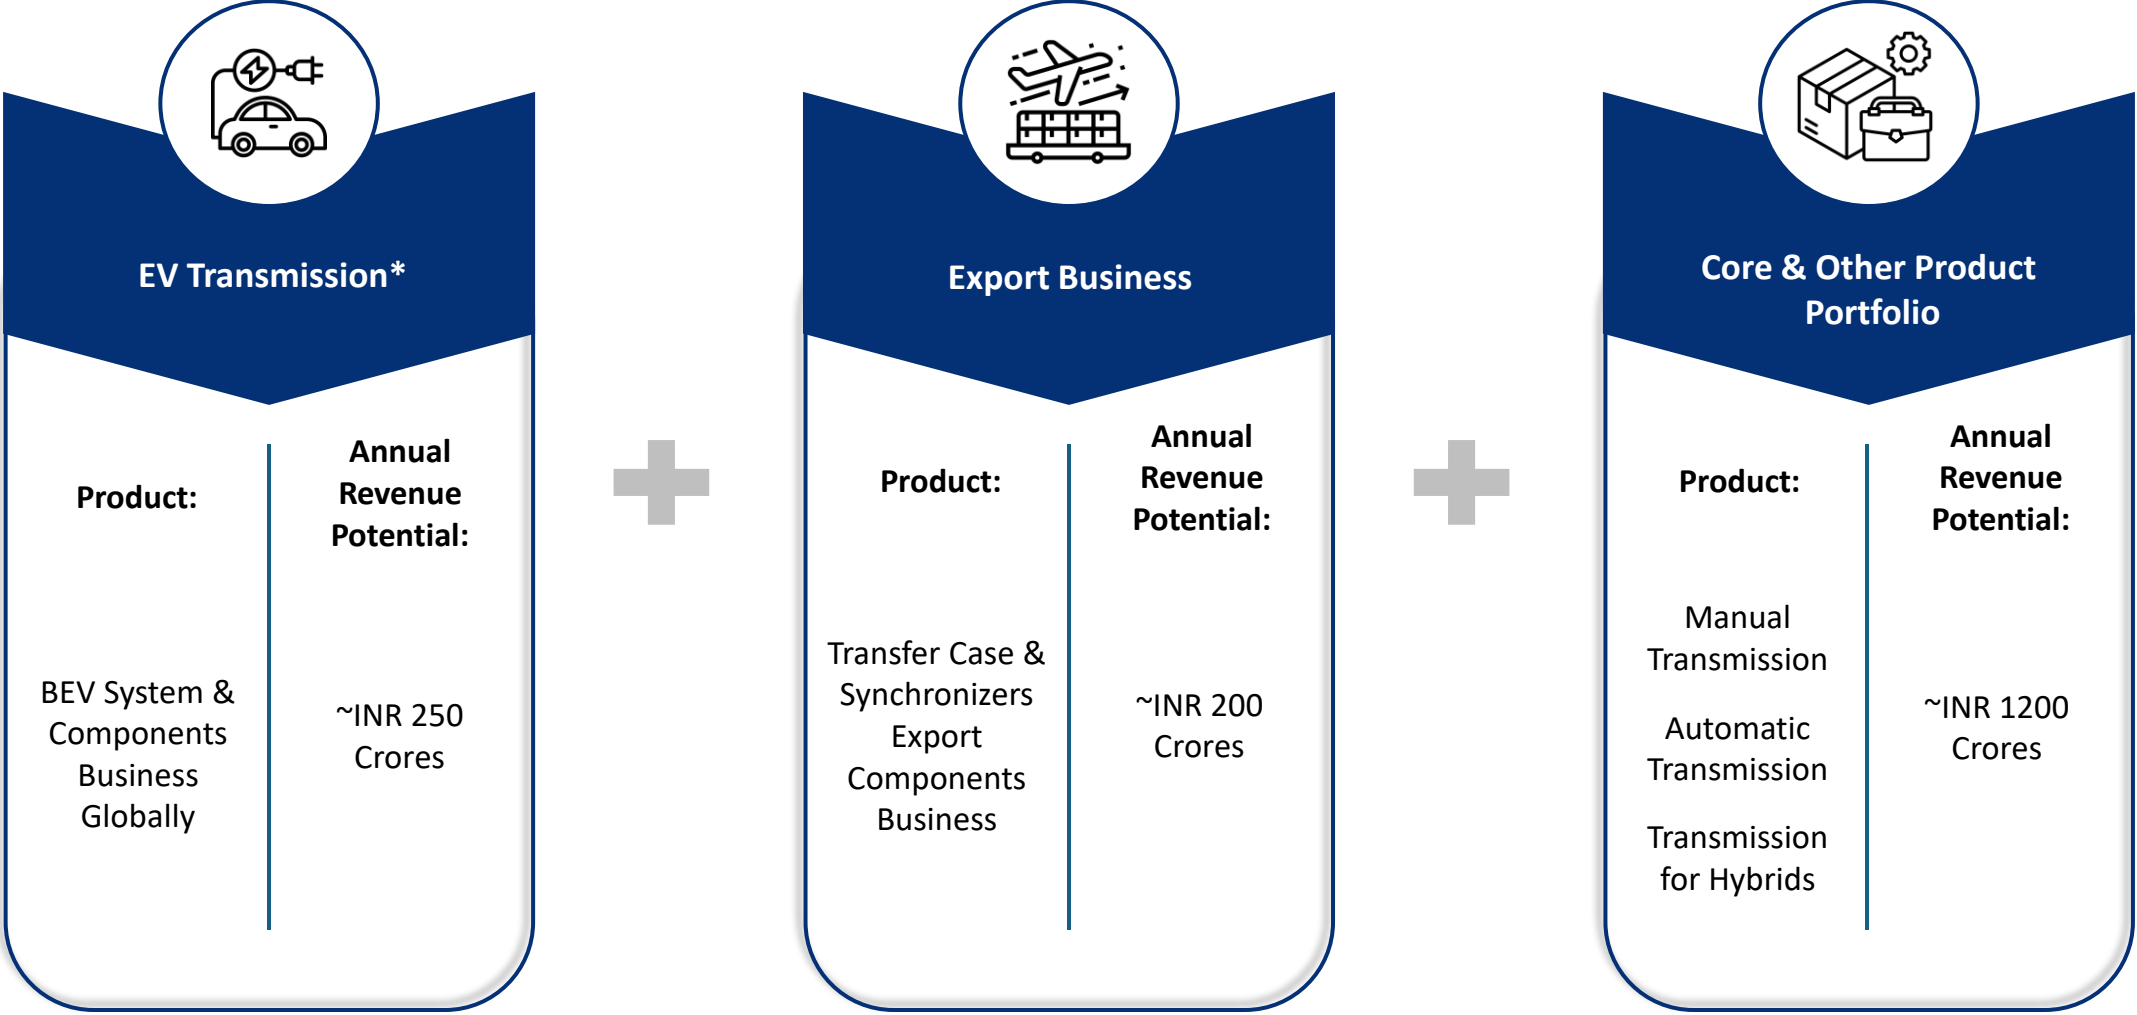 EV Transmission*
Product:
Annual
Revenue
Potential:
BEV System &
Components
Business
Globally
~INR 250
Crores
Export Business
Product:
Annual
Revenue
Potential:
Transfer Case &
Synchronizers
Export
Components
Business
~INR 200
Crores
Core & Other Product
Portfolio
Product:
Annual
Revenue
Potential:
Manual
Transmission
Automatic
Transmission
Transmission
for Hybrids
~INR 1200
Crores